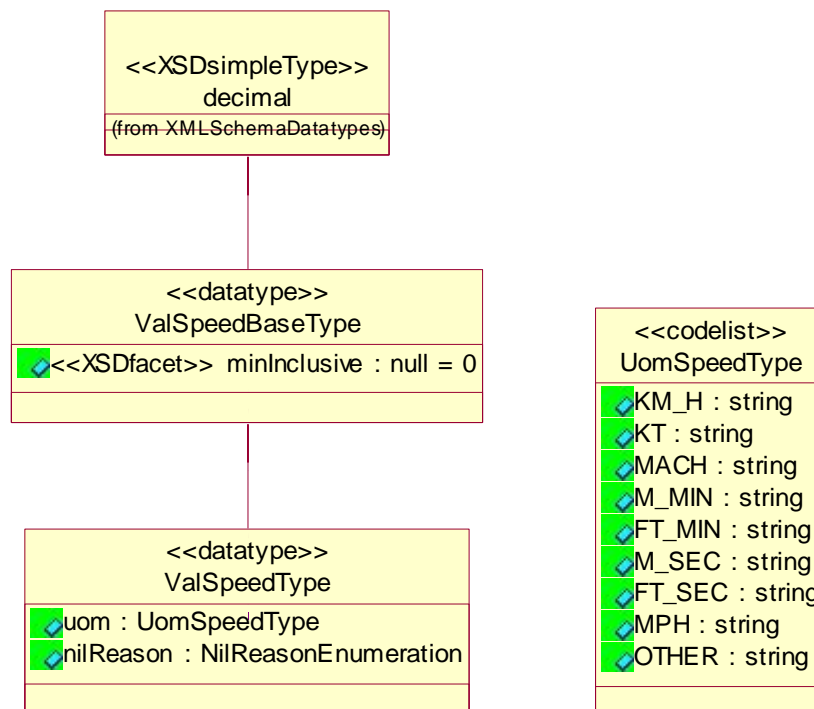 <<XSDsimpleType>>
decimal
(from XMLSchemaDatatypes)
<<datatype>>
ValSpeedBaseType
<<XSDfacet>> minInclusive : null = 0
<<datatype>>
ValSpeedType
uom : UomSpeedType
nilReason : NilReasonEnumeration
<<codelist>>
UomSpeedType
KM_H : string
KT : string
MACH : string
M_MIN : string
FT_MIN : string
M_SEC : string
FT_SEC : string
MPH : string
OTHER : string